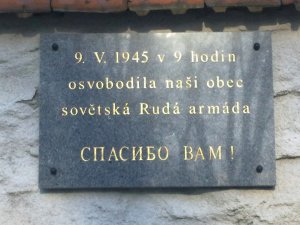 9. V. 1945 v 9 hodin
osvobodila naši obec
sovětská Rudá armáda
СПАСИБО ВАМ!